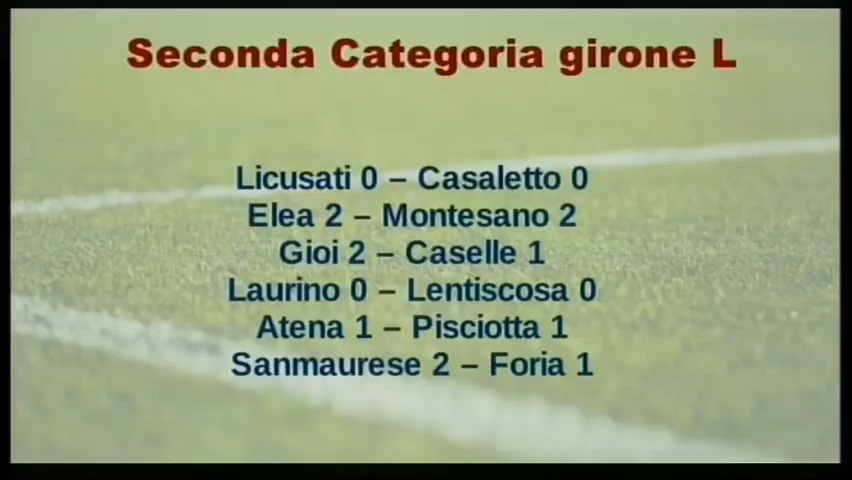 Seconda Categoria girone L
Licusati 0 – Casaletto 0
Elea 2 – Montesano 2
Gioi 2 – Caselle 1
Laurino 0 – Lentiscosa 0
Atena 1 – Pisciotta 1
Sanmaurese 2 – Foria 1